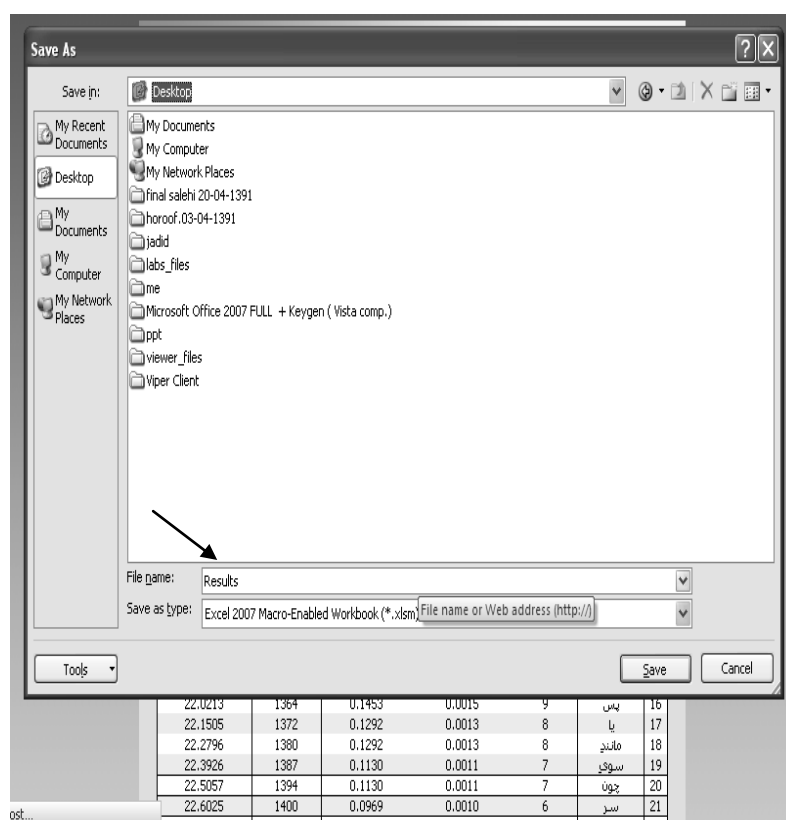 Save As
Save in:
Desktop
My Recent
Documents
Desktop
My
Documents
My
Computer
My Network
Places
My Documents
My Computer
My Network Places
final salehi 20-04-1391
horoof.03-04-1391
jadid
labs_files
me
Microsoft Office 2007 FULL + Keygen ( Vista comp.)
ppt
viewer_files
Viper Client
File name:
Results
Save as type:
Excel 2007 Macro-Enabled Workbook (*.xlsm)
File name or Web address (http://)
Tools
Save
Cancel
22.0213 1364 0.1453 0.0015 9 پس 16
22.1505 1372 0.1292 0.0013 8 یا 17
22.2796 1380 0.1292 0.0013 8 مانند 18
22.3926 1387 0.1130 0.0011 7 سوي 19
22.5057 1394 0.1130 0.0011 7 چون 20
22.6025 1400 0.0969 0.0010 6 سر 21
ost...